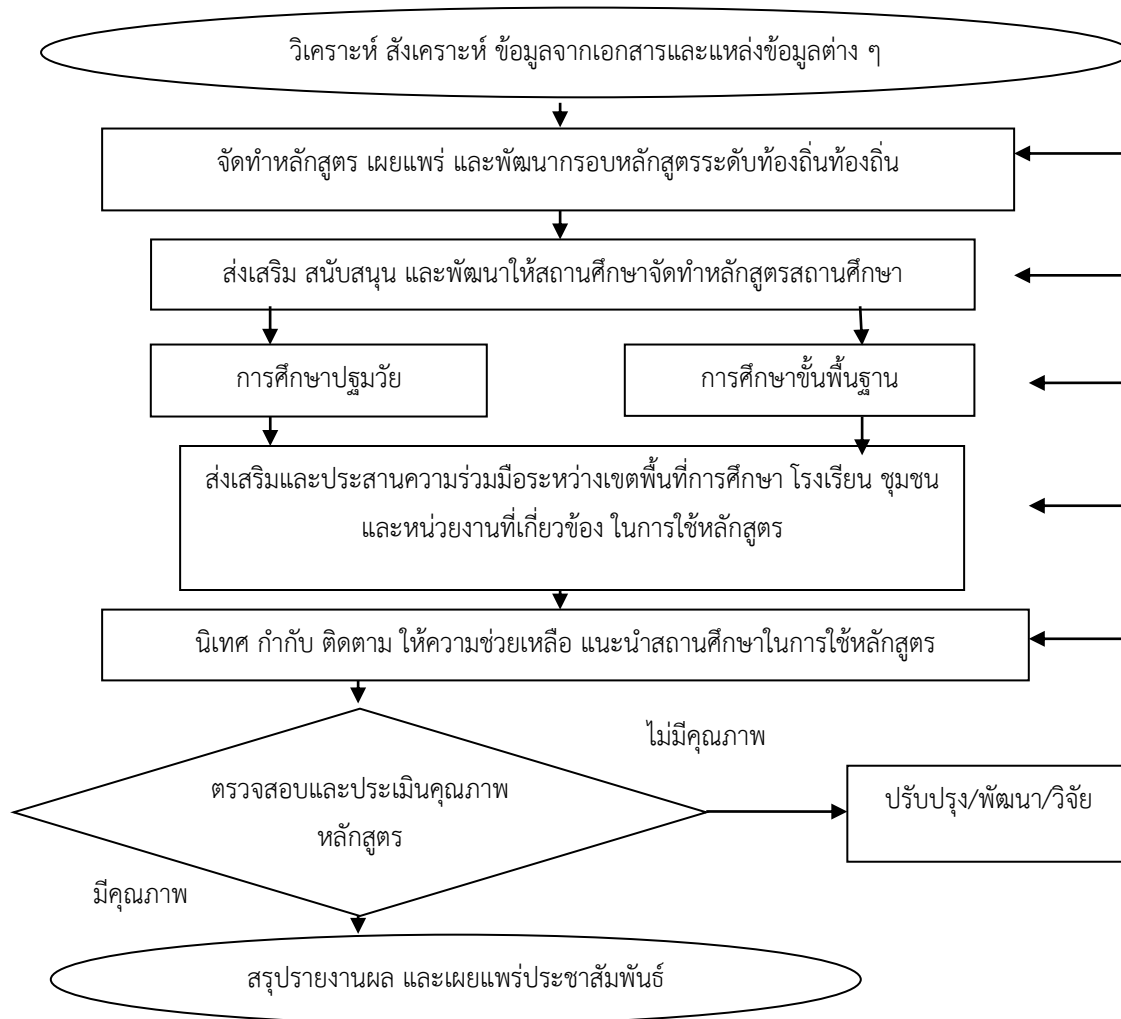 วิเคราะห์ สังเคราะห์ ข้อมูลจากเอกสารและแหล่งข้อมูลต่าง ๆ
จัดทำหลักสูตร เผยแพร่ และพัฒนากรอบหลักสูตรระดับท้องถิ่นท้องถิ่น
ส่งเสริม สนับสนุน และพัฒนาให้สถานศึกษาจัดทำหลักสูตรสถานศึกษา
การศึกษาปฐมวัย
การศึกษาขั้นพื้นฐาน
ส่งเสริมและประสานความร่วมมือระหว่างเขตพื้นที่การศึกษา โรงเรียน ชุมชน
และหน่วยงานที่เกี่ยวข้อง ในการใช้หลักสูตร
นิเทศ กำกับ ติดตาม ให้ความช่วยเหลือ แนะนำสถานศึกษาในการใช้หลักสูตร
ไม่มีคุณภาพ
ตรวจสอบและประเมินคุณภาพ
หลักสูตร
ปรับปรุง/พัฒนา/วิจัย
มีคุณภาพ
สรุปรายงานผล และเผยแพร่ประชาสัมพันธ์